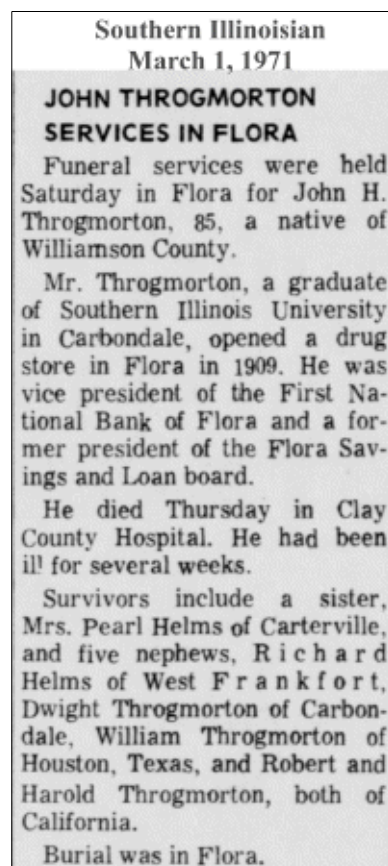 Southern Illinoisian
March 1, 1971
JOHN THROGMORTON
SERVICES IN FLORA
Funeral services were held
Saturday in Flora for John H.
Throgmorton, 85, a native of
Williamson County.
Mr. Throgmorton, a graduate
of Southern Illinois University
in Carbondale, opened a drug
store in Flora in 1909. He was
vice president of the First Na-
tional Bank of Flora and a for-
mer president of the Flora Sav-
ings and Loan board.
He died Thursday in Clay
County Hospital. He had been
ill for several weeks.
Survivors include a sister,
Mrs. Pearl Helms of Carterville,
and five nephews, Richard
Helms of West Frankfort,
Dwight Throgmorton of Carbon-
dale, William Throgmorton of
Houston, Texas, and Robert and
Harold Throgmorton, both of
California.
Burial was in Flora.